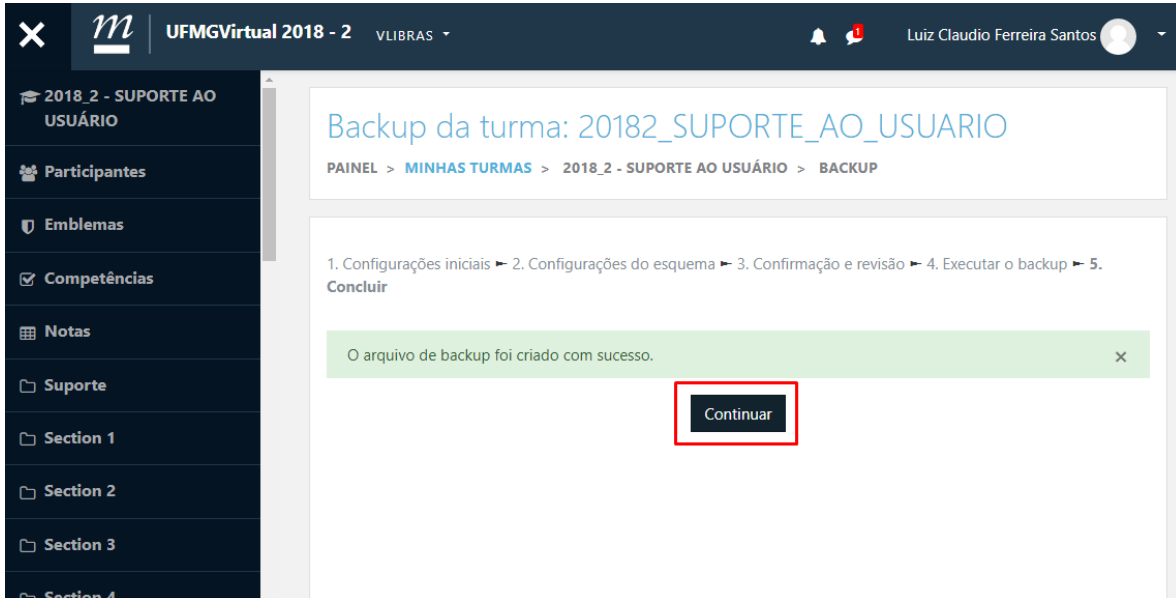 m UFMGVirtual 2018 - 2 VLIBRAS 1 Luiz Claudio Ferreira Santos
2018_2 - SUPORTE AO
USUÁRIO
Participantes
Emblemas
Competências
Notas
Suporte
Section 1
Section 2
Section 3
Section 4
Backup da turma: 20182_SUPORTE_AO_USUARIO
PAINEL > MINHAS TURMAS > 2018_2 - SUPORTE AO USUÁRIO > BACKUP
1. Configurações iniciais ► 2. Configurações do esquema ► 3. Confirmação e revisão ► 4. Executar o backup ► 5.
Concluir
O arquivo de backup foi criado com sucesso. ×
Continuar